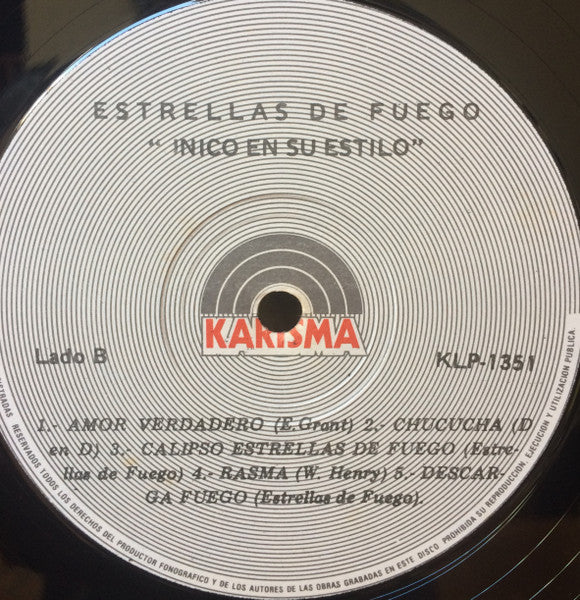 ESTRELLAS DE FUEGO
" INICO EN SU ESTILO"
KARISMA
Lado B
KLP-1351
1.- AMOR VERDADERO (E.Grant) 2.- CHUCUCHA (D
en D) 3.- CALIPSO ESTRELLAS DE FUEGO (Estre-
llas de Fuego) 4.- RASMA (W. Henry) 5.- DESCAR-
GA FUEGO (Estrellas de Fuego).
RESERVADOS TODOS LOS DERECHOS DEL PRODUCTOR FONOGRAFICO Y DE LOS AUTORES DE LAS OBRAS GRABADAS EN ESTE DISCO PROHIBIDA SU REPRODUCCION, EJECUCION Y UTILIZACION PUBLICA